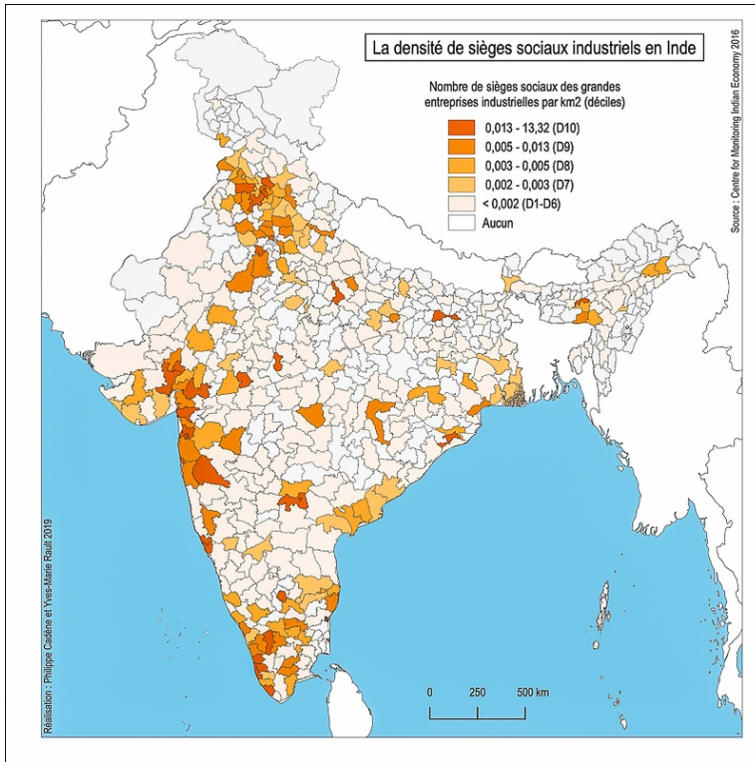 La densité de sièges sociaux industriels en Inde
Nombre de sièges sociaux des grandes
entreprises industrielles par km2 (déciles)
0,013 - 13,32 (D10)
0,005 - 0,013 (D9)
0,003 - 0,005 (D8)
0,002 - 0,003 (D7)
< 0,002 (D1-D6)
Aucun
Source : Centre for Monitoring Indian Economy 2016
Réalisation : Philippe Cadène et Yves-Marie Rault 2019
0 250 500 km